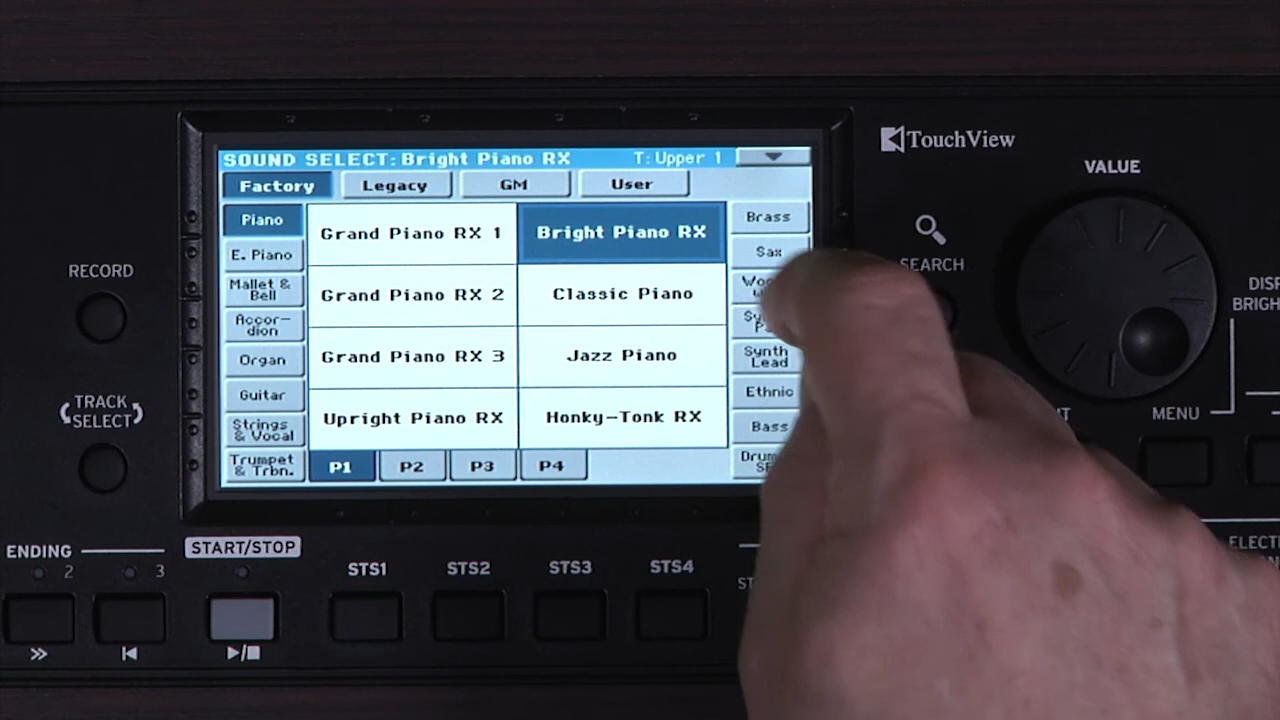 TouchView
VALUE
SOUND SELECT:Bright Piano RX T:Upper 1
Factory Legacy GM User
Piano
E. Piano
Mallet &
Bell
Accor-
dion
Organ
Guitar
Strings
& Vocal
Trumpet
& Trbn.
Grand Piano RX 1
Bright Piano RX
Grand Piano RX 2
Classic Piano
Grand Piano RX 3
Jazz Piano
Upright Piano RX
Honky-Tonk RX
Brass
Sax
Synth
Lead
Ethnic
Bass
P1 P2 P3 P4
SEARCH
RECORD
TRACK
SELECT
MENU
ENDING
2 3
START/STOP
STS1 STS2 STS3 STS4